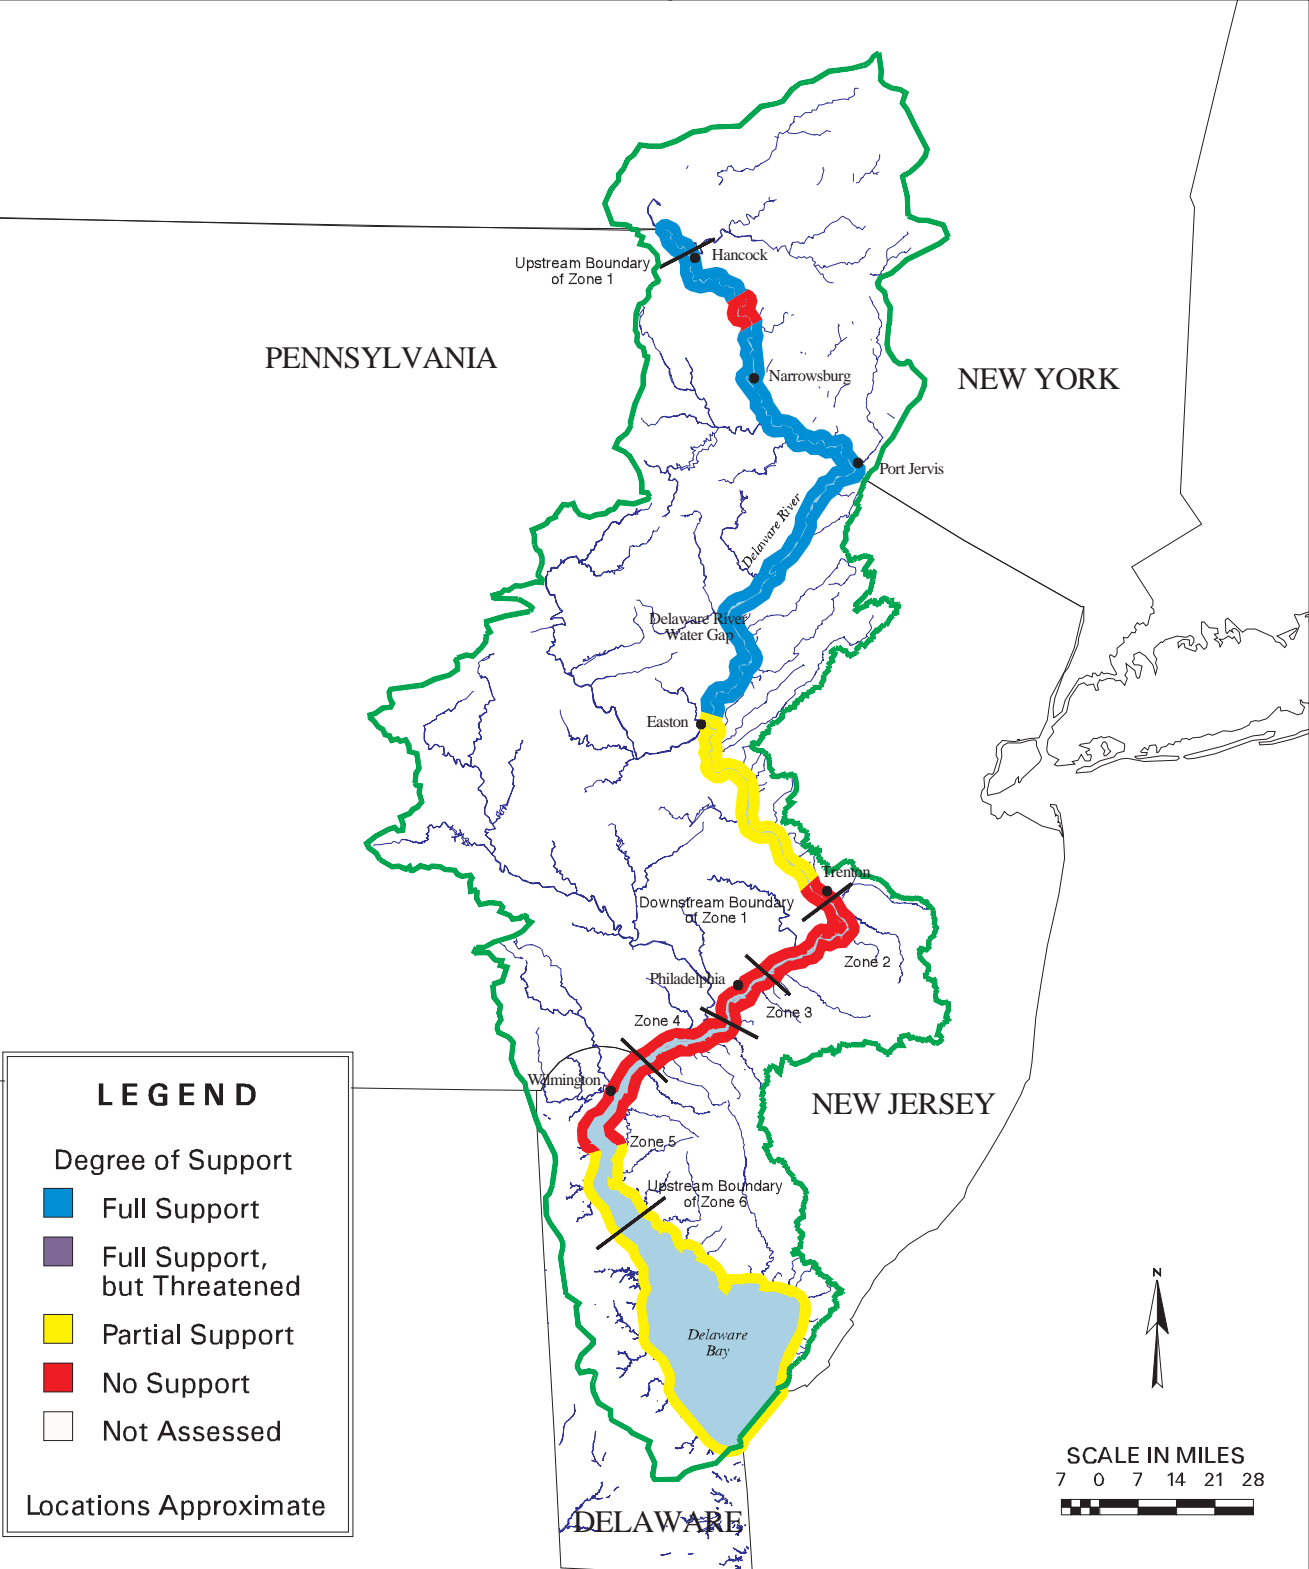 Hancock
Upstream Boundary
of Zone 1
PENNSYLVANIA
NEW YORK
Narrowsburg
Port Jervis
Delaware River
Delaware River
Water Gap
Easton
Trenton
Downstream Boundary
of Zone 1
Zone 2
Philadelphia
Zone 3
Zone 4
Wilmington
NEW JERSEY
Zone 5
Upstream Boundary
of Zone 6
Delaware
Bay
DELAWARE
LEGEND
Degree of Support
Full Support
Full Support,
but Threatened
Partial Support
No Support
Not Assessed
Locations Approximate
N
SCALE IN MILES
7 0 7 14 21 28